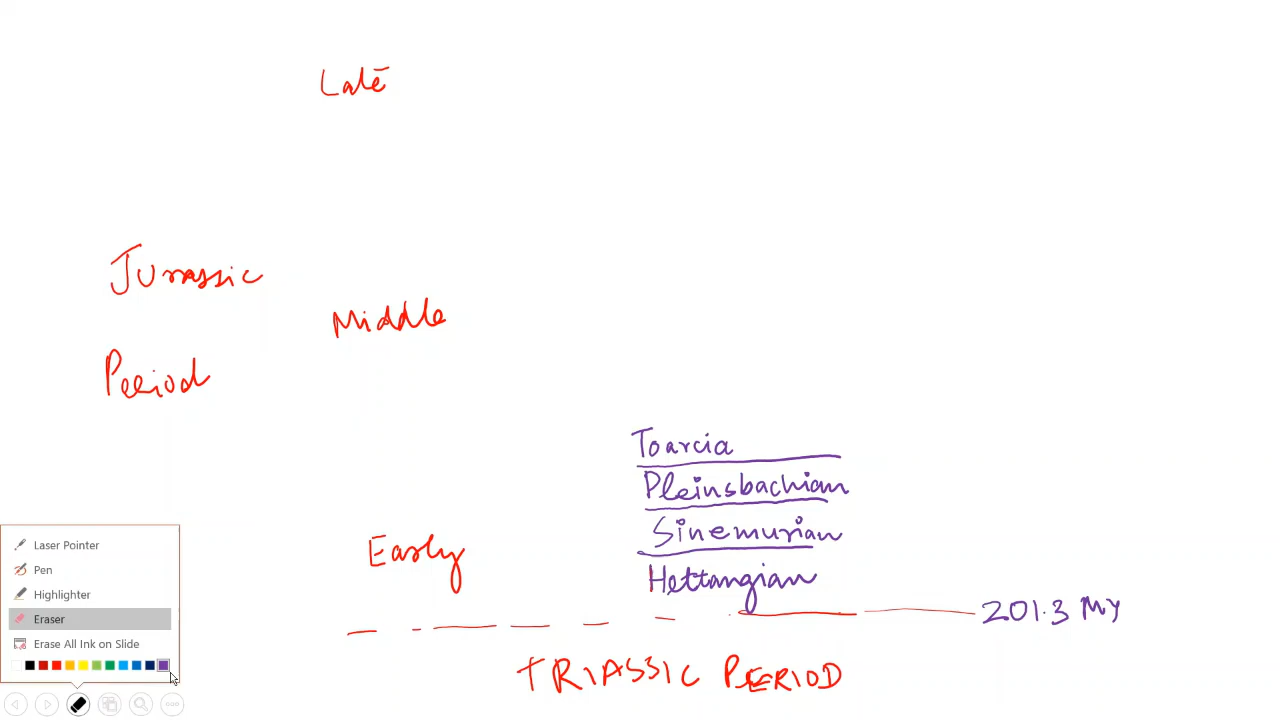 Late
Jurassic
Middle
Period
Toarcia
Pleinsbachian
Sinemurian
Early
Hettangian
201.3 My
TRIASSIC PERIOD
Laser Pointer
Pen
Highlighter
Eraser
Erase All Ink on Slide